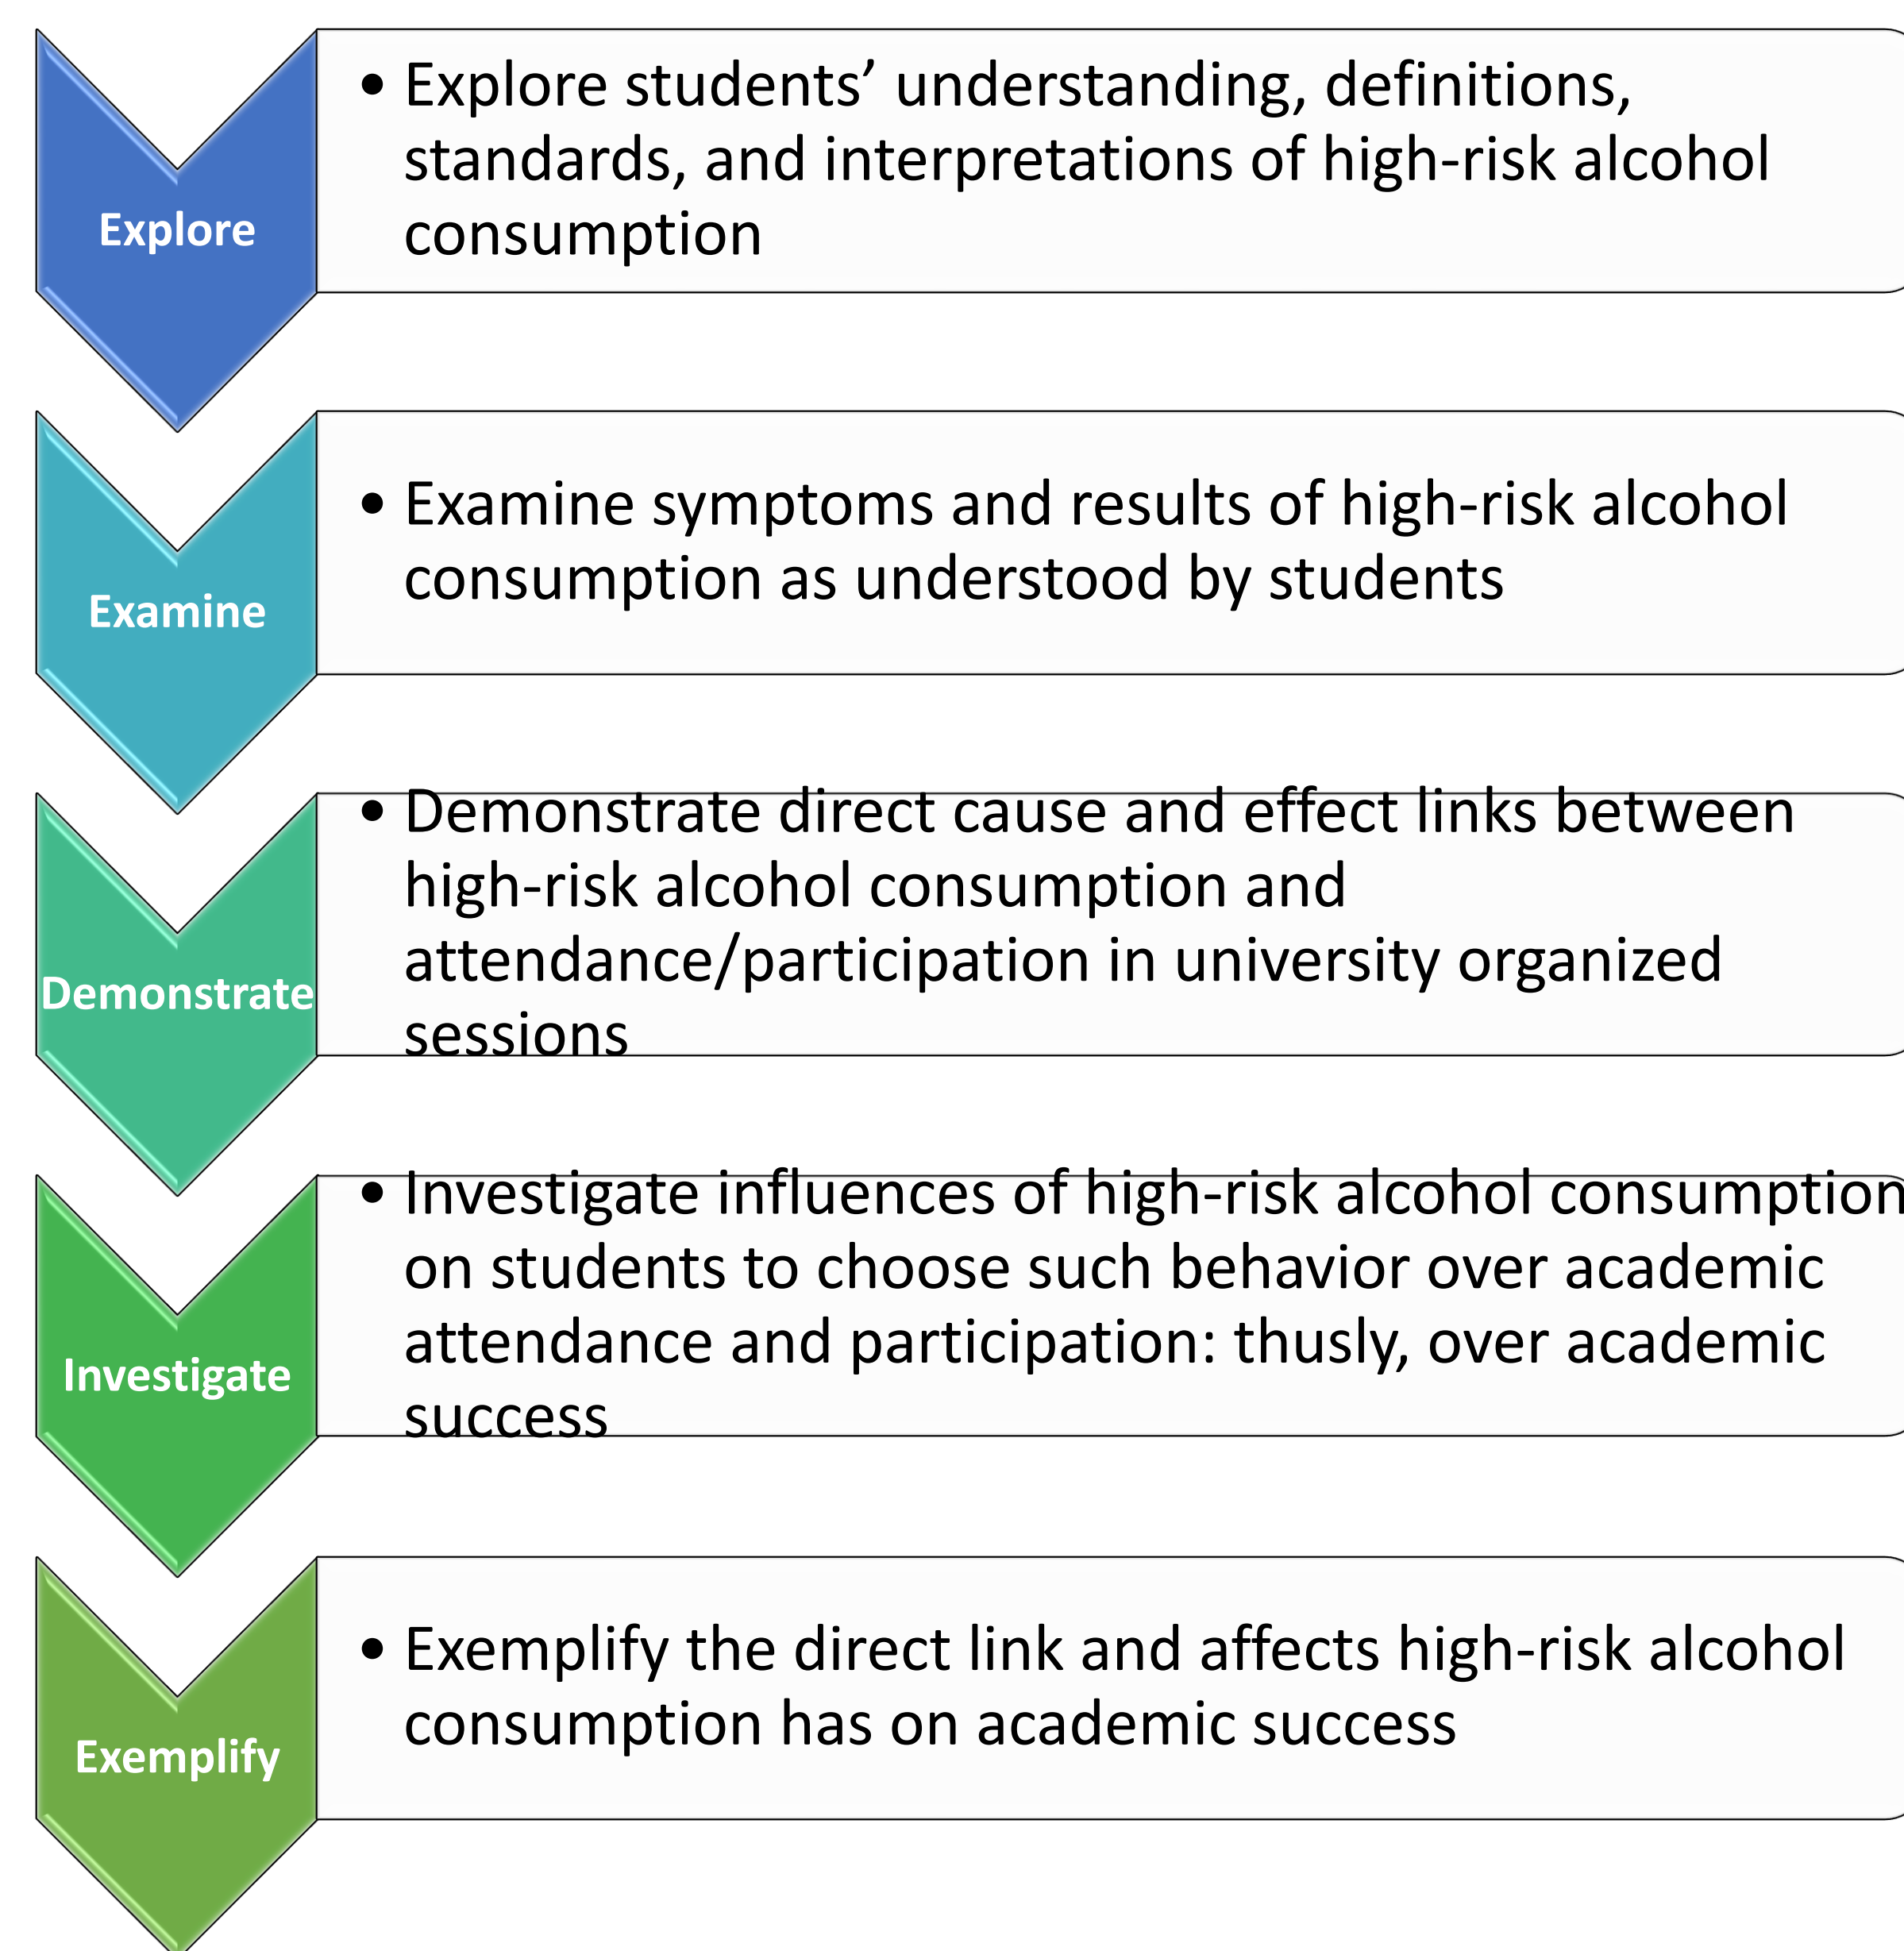 Explore
• Explore students’ understanding, definitions,
standards, and interpretations of high-risk alcohol
consumption
Examine
• Examine symptoms and results of high-risk alcohol
consumption as understood by students
Demonstrate
• Demonstrate direct cause and effect links between
high-risk alcohol consumption and
attendance/participation in university organized
sessions
Investigate
• Investigate influences of high-risk alcohol consumption
on students to choose such behavior over academic
attendance and participation: thusly, over academic
success
Exemplify
• Exemplify the direct link and affects high-risk alcohol
consumption has on academic success